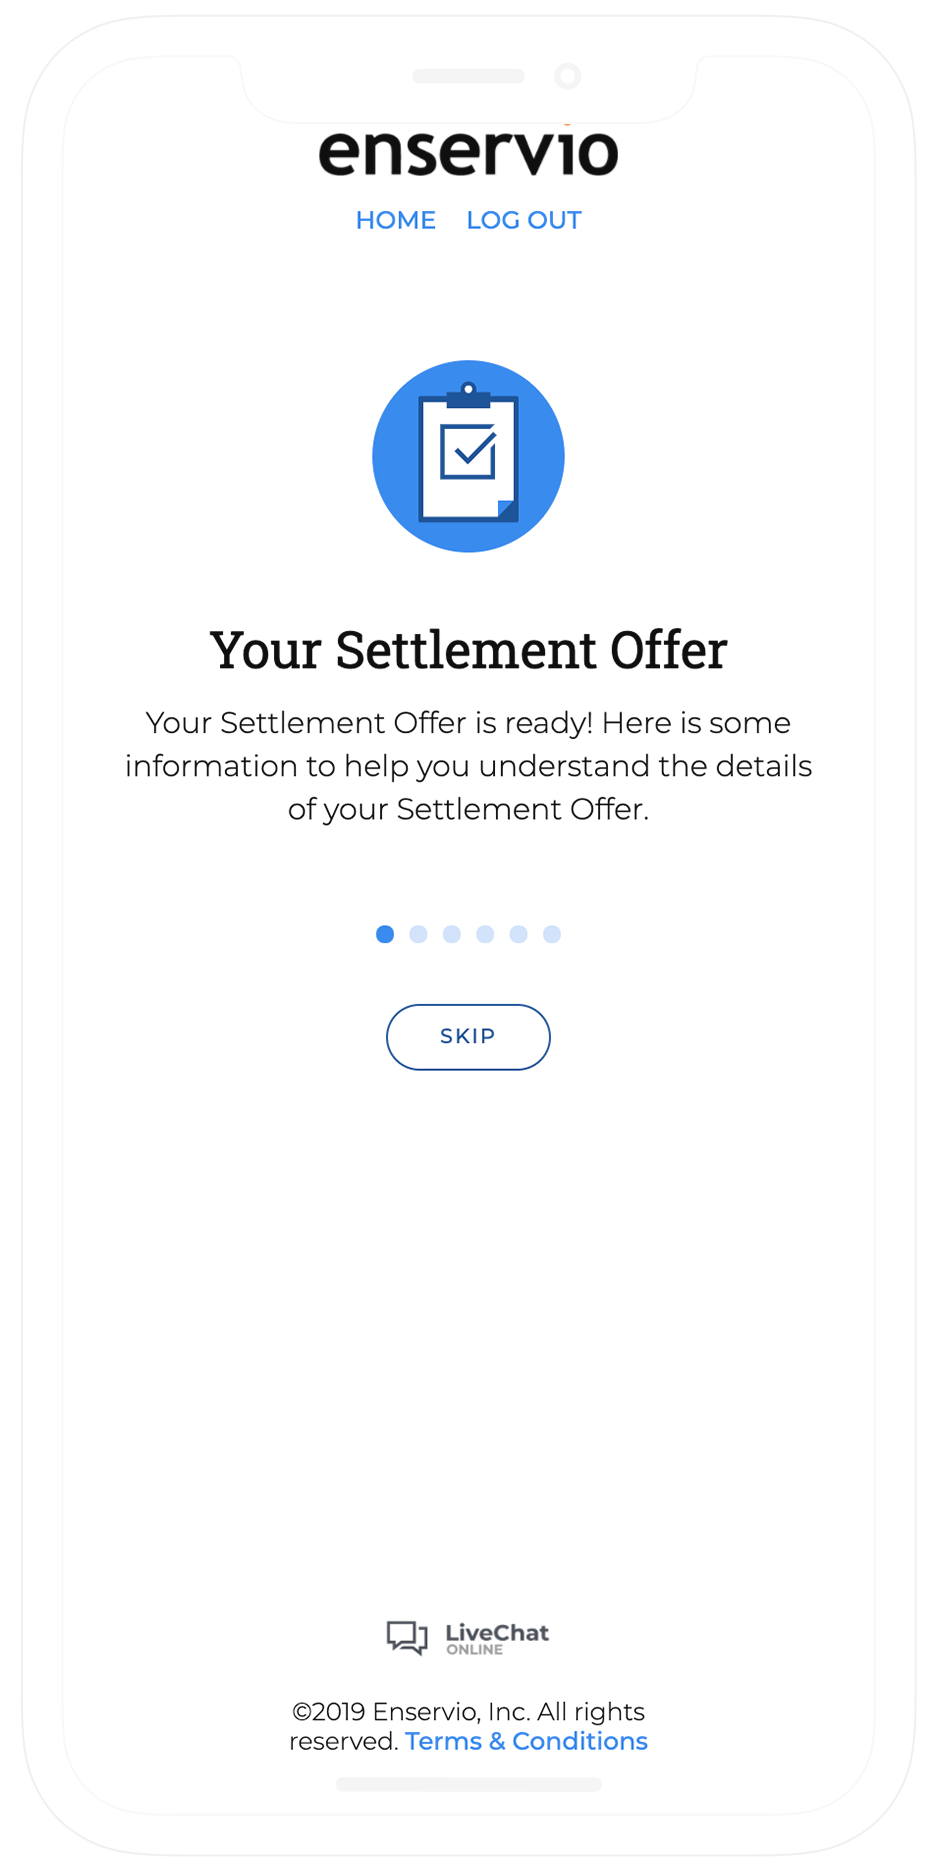 enservio
HOME LOG OUT
Your Settlement Offer
Your Settlement Offer is ready! Here is some
information to help you understand the details
of your Settlement Offer.
SKIP
LiveChat
ONLINE
©2019 Enservio, Inc. All rights
reserved. Terms & Conditions